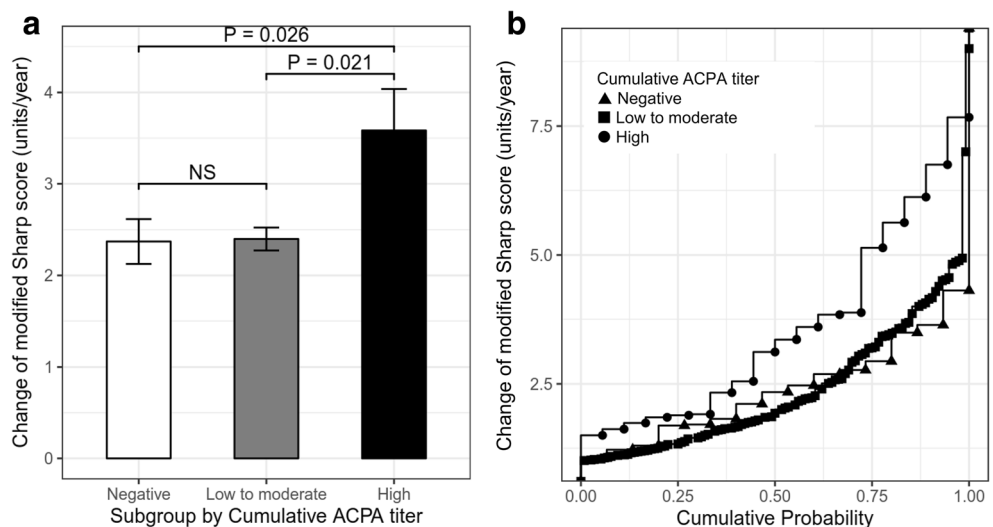 a
P = 0.026
P = 0.021
NS
4
3
2
1
0
Change of modified Sharp score (units/year)
Negative
Low to moderate
High
Subgroup by Cumulative ACPA titer
b
Cumulative ACPA titer
Negative
Low to moderate
High
7.5
5.0
2.5
Change of modified Sharp score (units/year)
0.00
0.25
0.50
0.75
1.00
Cumulative Probability